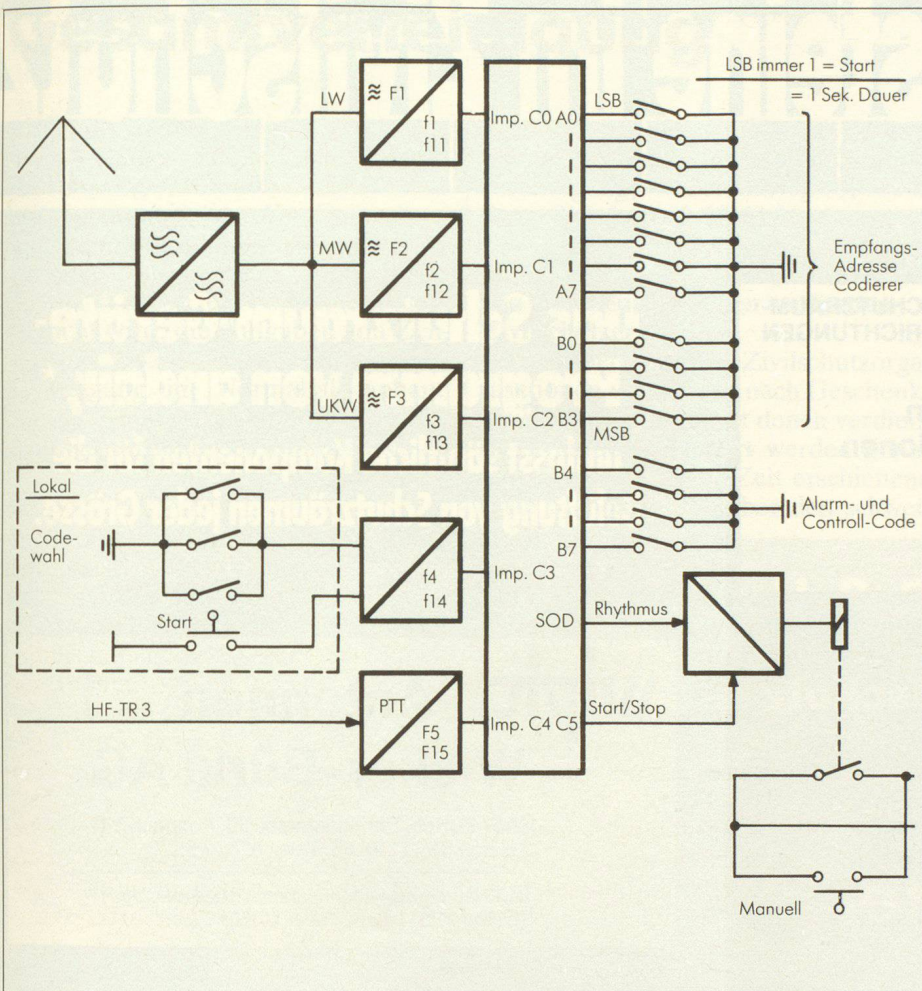 LSB immer 1 = Start
= 1 Sek. Dauer
LW
≋ F1
f1
f11
Imp. C0 A0
LSB
MW
≋ F2
f2
f12
Imp. C1
A7
Empfangs-
Adresse
Codierer
B0
UKW
≋ F3
f3
f13
Imp. C2 B3
MSB
B4
B7
Alarm- und
Controll-Code
Lokal
Code-
wahl
Start
f4
f14
Imp. C3
SOD
Rhythmus
HF-TR 3
PTT
F5
F15
Imp. C4 C5
Start/Stop
Manuell